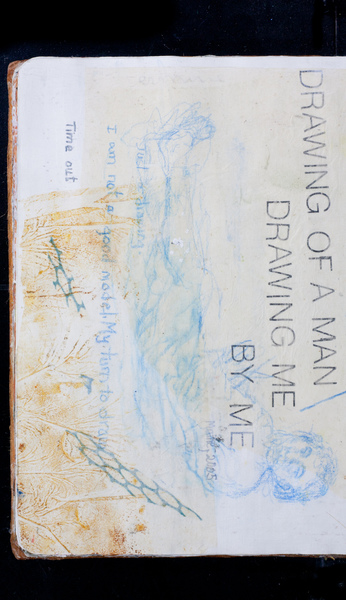 DRAWING OF A MAN
DRAWING ME
BY ME
I am not a good model. My turn to draw
Time out